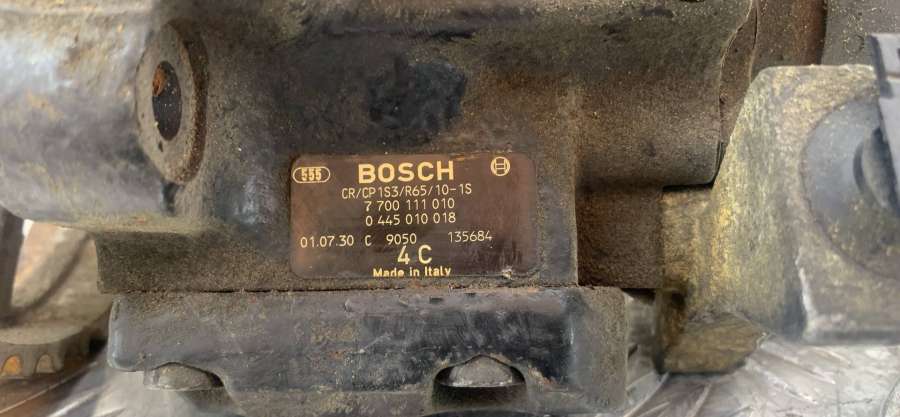 555 BOSCH
CR/CP1S3/R65/10-1S
7 700 111 010
0 445 010 018
01.07.30 C 9050 135684
4 C
Made in Italy